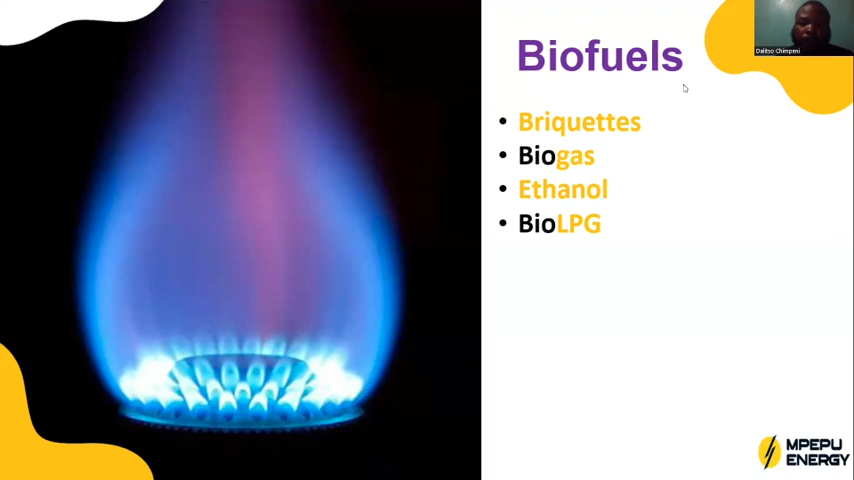 Biofuels
Dalitso Chimpeni
• Briquettes
• Biogas
• Ethanol
• BioLPG
MPEPU
ENERGY